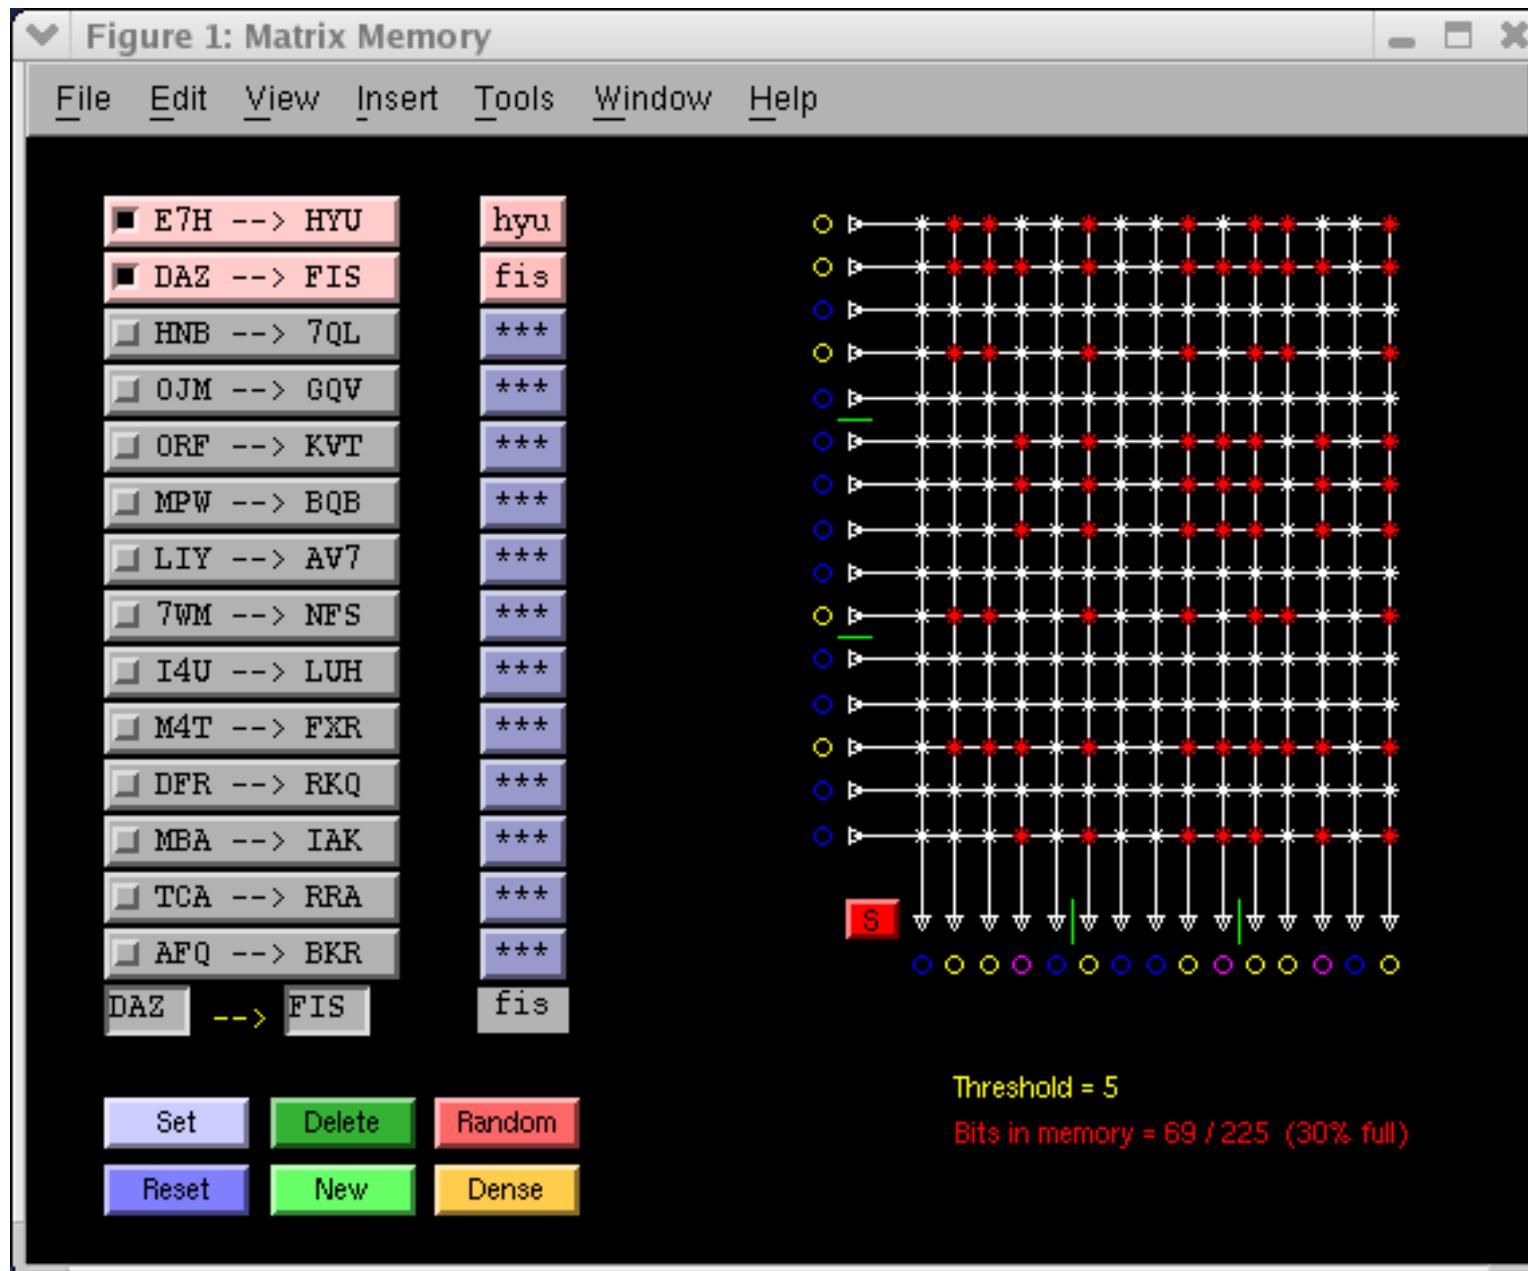 Figure 1: Matrix Memory
File Edit View Insert Tools Window Help
E7H --> HYU hyu
DAZ --> FIS fis
HNB --> 7QL ***
OJM --> GQV ***
ORF --> KVT ***
MPW --> BQB ***
LIY --> AV7 ***
7WM --> NFS ***
I4U --> LUH ***
M4T --> FXR ***
DFR --> RKQ ***
MBA --> IAK ***
TCA --> RRA ***
AFQ --> BKR ***
S
DAZ --> FIS fis
Threshold = 5
Set Delete Random
Bits in memory = 69 / 225 (30% full)
Reset New Dense